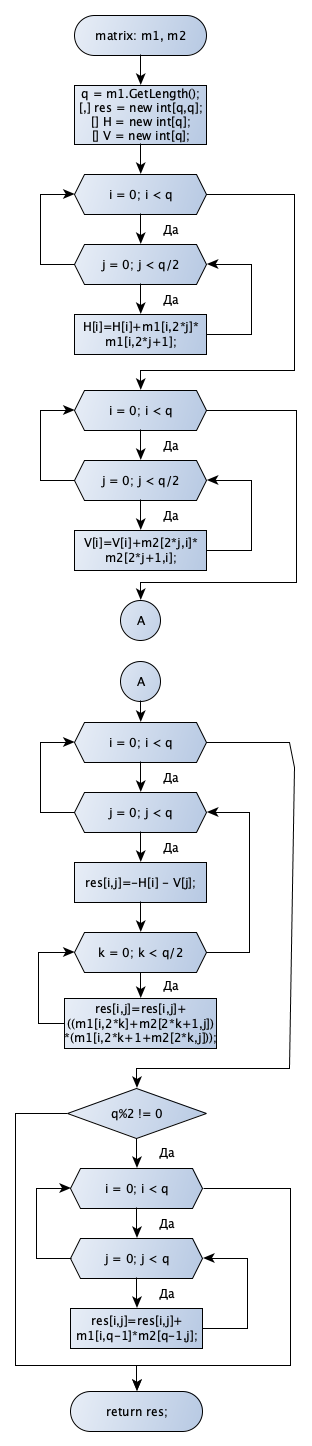 matrix: m1, m2
q = m1.GetLength();
[,] res = new int[q,q];
[] H = new int[q];
[] V = new int[q];
i = 0; i < q
Да
j = 0; j < q/2
Да
H[i]=H[i]+m1[i,2*j]*
m1[i,2*j+1];
i = 0; i < q
Да
j = 0; j < q/2
Да
V[i]=V[i]+m2[2*j,i]*
m2[2*j+1,i];
A
A
i = 0; i < q
Да
j = 0; j < q
Да
res[i,j]=-H[i] - V[j];
k = 0; k < q/2
Да
res[i,j]=res[i,j]+
((m1[i,2*k]+m2[2*k+1,j])
*(m1[i,2*k+1+m2[2*k,j]));
q%2 != 0
Да
i = 0; i < q
Да
j = 0; j < q
Да
res[i,j]=res[i,j]+
m1[i,q-1]*m2[q-1,j];
return res;